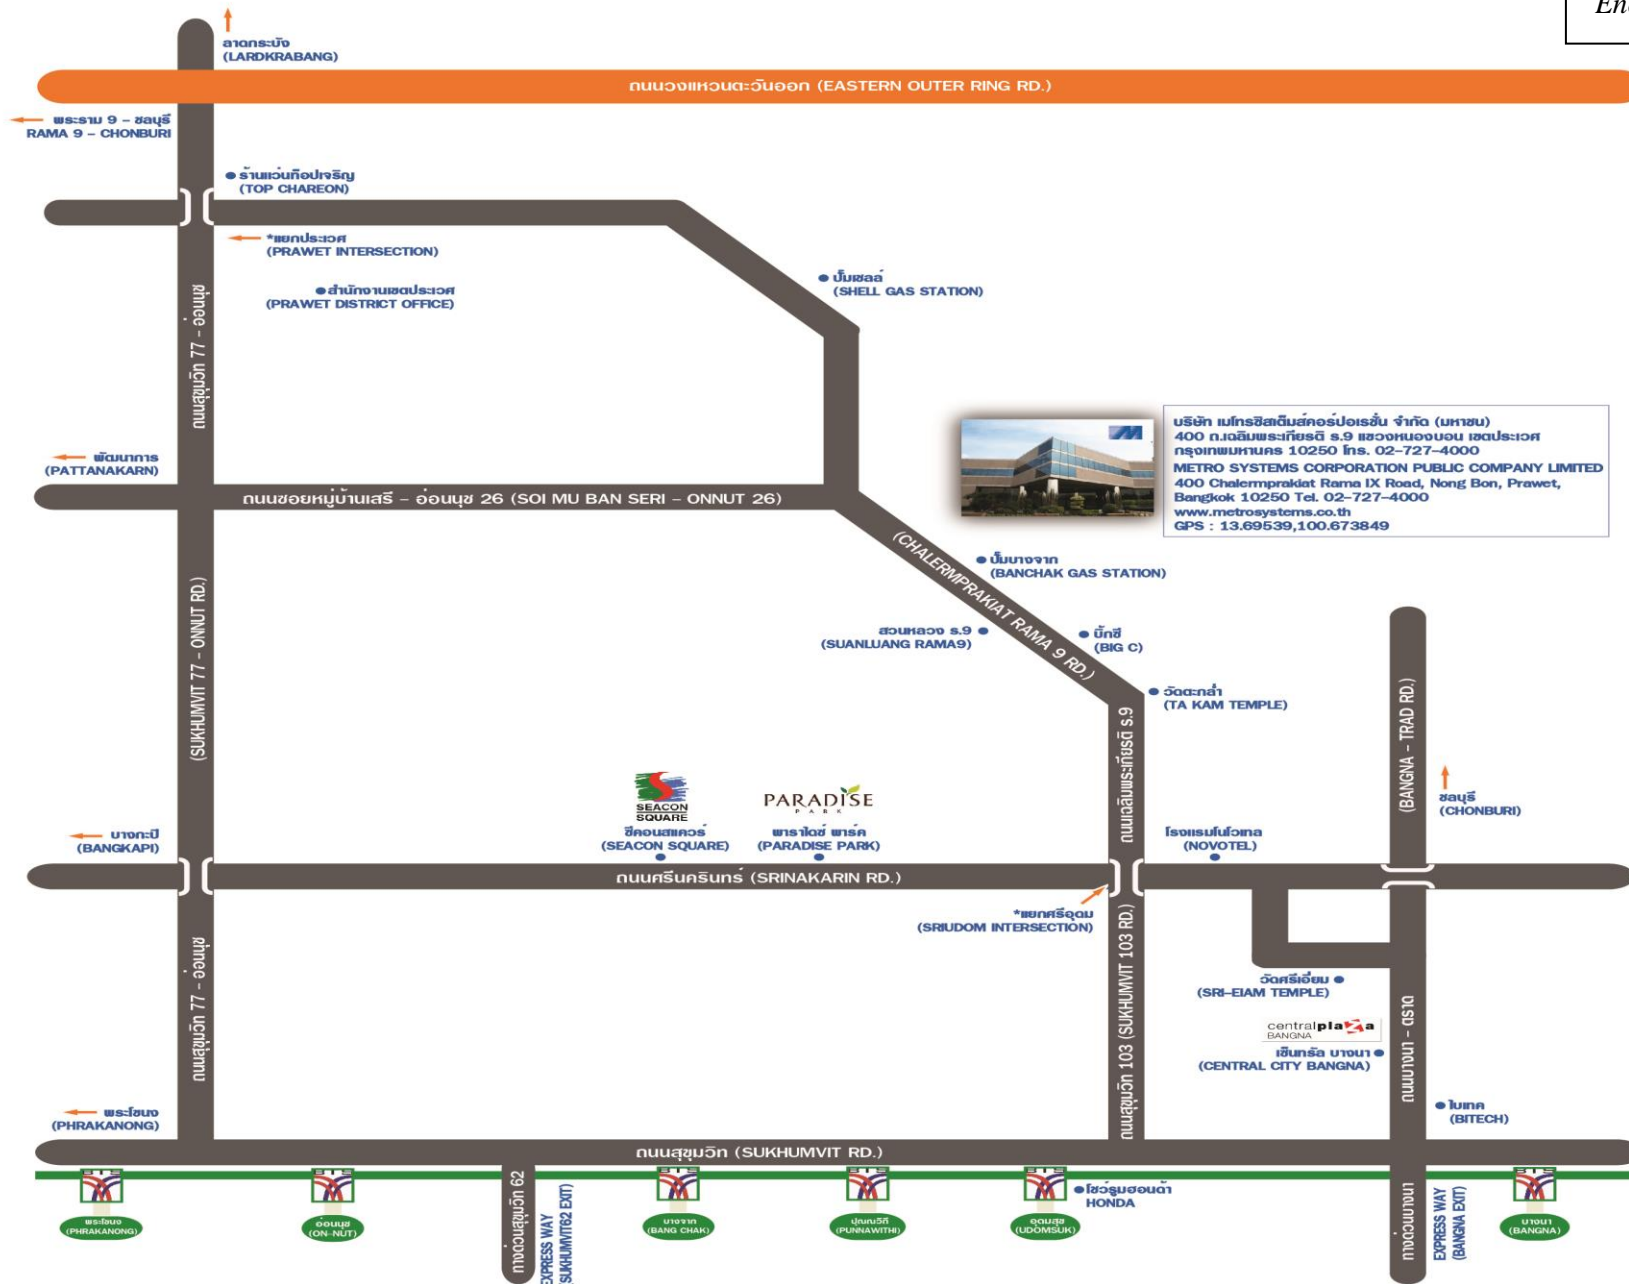 ลาดกระบัง
(LARDKRABANG)
ถนนวงแหวนตะวันออก (EASTERN OUTER RING RD.)
พระราม 9 – ชลบุรี
RAMA 9 – CHONBURI
ร้านแว่นท็อปเจริญ
(TOP CHAREON)
*แยกประเวศ
(PRAWET INTERSECTION)
สำนักงานเขตประเวศ
(PRAWET DISTRICT OFFICE)
ปั๊มเชลล์
(SHELL GAS STATION)
ถนนสุขุมวิท 77 - อ่อนนุช
บริษัท เมโทรซิสเต็มส์คอร์ปอเรชั่น จำกัด (มหาชน)
400 ถ.เฉลิมพระเกียรติ ร.9 แขวงหนองบอน เขตประเวศ
กรุงเทพมหานคร 10250 โทร. 02-727-4000
METRO SYSTEMS CORPORATION PUBLIC COMPANY LIMITED
400 Chalermprakiat Rama IX Road, Nong Bon, Prawet,
Bangkok 10250 Tel. 02-727-4000
www.metrosystems.co.th
GPS : 13.69539,100.673849
พัฒนาการ
(PATTANAKARN)
ถนนซอยหมู่บ้านเสรี – อ่อนนุช 26 (SOI MU BAN SERI – ONNUT 26)
(CHALERMPRAKIAT RAMA 9 RD.)
ปั๊มบางจาก
(BANCHAK GAS STATION)
สวนหลวง ร.9
(SUANLUANG RAMA9)
บิ๊กซี
(BIG C)
วัดตะกล่ำ
(TA KAM TEMPLE)
(SUKHUMVIT 77 - ONNUT RD.)
ถนนเฉลิมพระเกียรติ ร.9
(BANGNA – TRAD RD.)
ชลบุรี
(CHONBURI)
SEACON
SQUARE
ซีคอนสแควร์
(SEACON SQUARE)
PARADISE
PARK
พาราไดซ์ พาร์ค
(PARADISE PARK)
โรงแรมโนโวเทล
(NOVOTEL)
บางกะปิ
(BANGKAPI)
ถนนศรีนครินทร์ (SRINAKARIN RD.)
*แยกศรีอุดม
(SRIUDOM INTERSECTION)
ถนนสุขุมวิท 77 - อ่อนนุช
ถนนสุขุมวิท 103 (SUKHUMVIT 103 RD.)
วัดศรีเอี่ยม
(SRI-EIAM TEMPLE)
centralplaza
BANGNA
เซ็นทรัล บางนา
(CENTRAL CITY BANGNA)
ถนนบางนา - ตราด
ไบเทค
(BITECH)
พระโขนง
(PHRAKANONG)
ถนนสุขุมวิท (SUKHUMVIT RD.)
พระโขนง
(PHRAKANONG)
อ่อนนุช
(ON-NUT)
ทางด่วนสุขุมวิท 62
EXPRESS WAY
(SUKHUMVIT62 EXIT)
บางจาก
(BANG CHAK)
ปุณณวิถี
(PUNNAWITHI)
อุดมสุข
(UDOMSUK)
โชว์รูมฮอนด้า
HONDA
ทางด่วนบางนา
EXPRESS WAY
(BANGNA EXIT)
บางนา
(BANGNA)